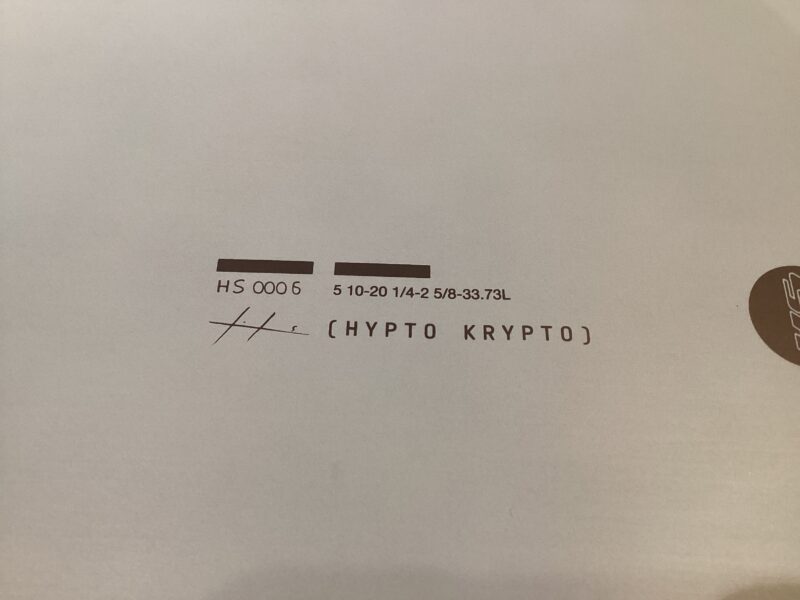 HS 0006 5 10-20 1/4-2 5/8-33.73L
(HYPTO KRYPTO)